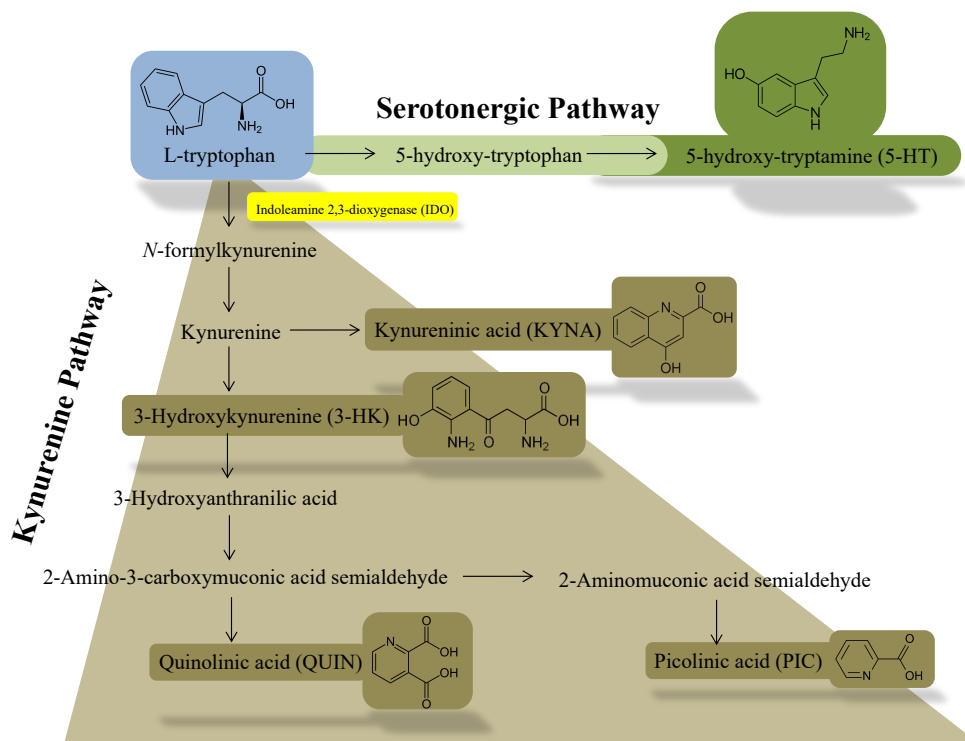 NH2
HO
N
H
O
OH
NH2
N
H
Serotonergic Pathway
L-tryptophan
5-hydroxy-tryptophan
5-hydroxy-tryptamine (5-HT)
Indoleamine 2,3-dioxygenase (IDO)
N-formylkynurenine
Kynurenine Pathway
Kynurenine
Kynureninic acid (KYNA)
N
O
OH
OH
3-Hydroxykynurenine (3-HK)
HO
NH2
O
NH2
O
OH
3-Hydroxyanthranilic acid
2-Amino-3-carboxymuconic acid semialdehyde
2-Aminomuconic acid semialdehyde
Quinolinic acid (QUIN)
N
O
OH
OH
O
Picolinic acid (PIC)
N
O
OH